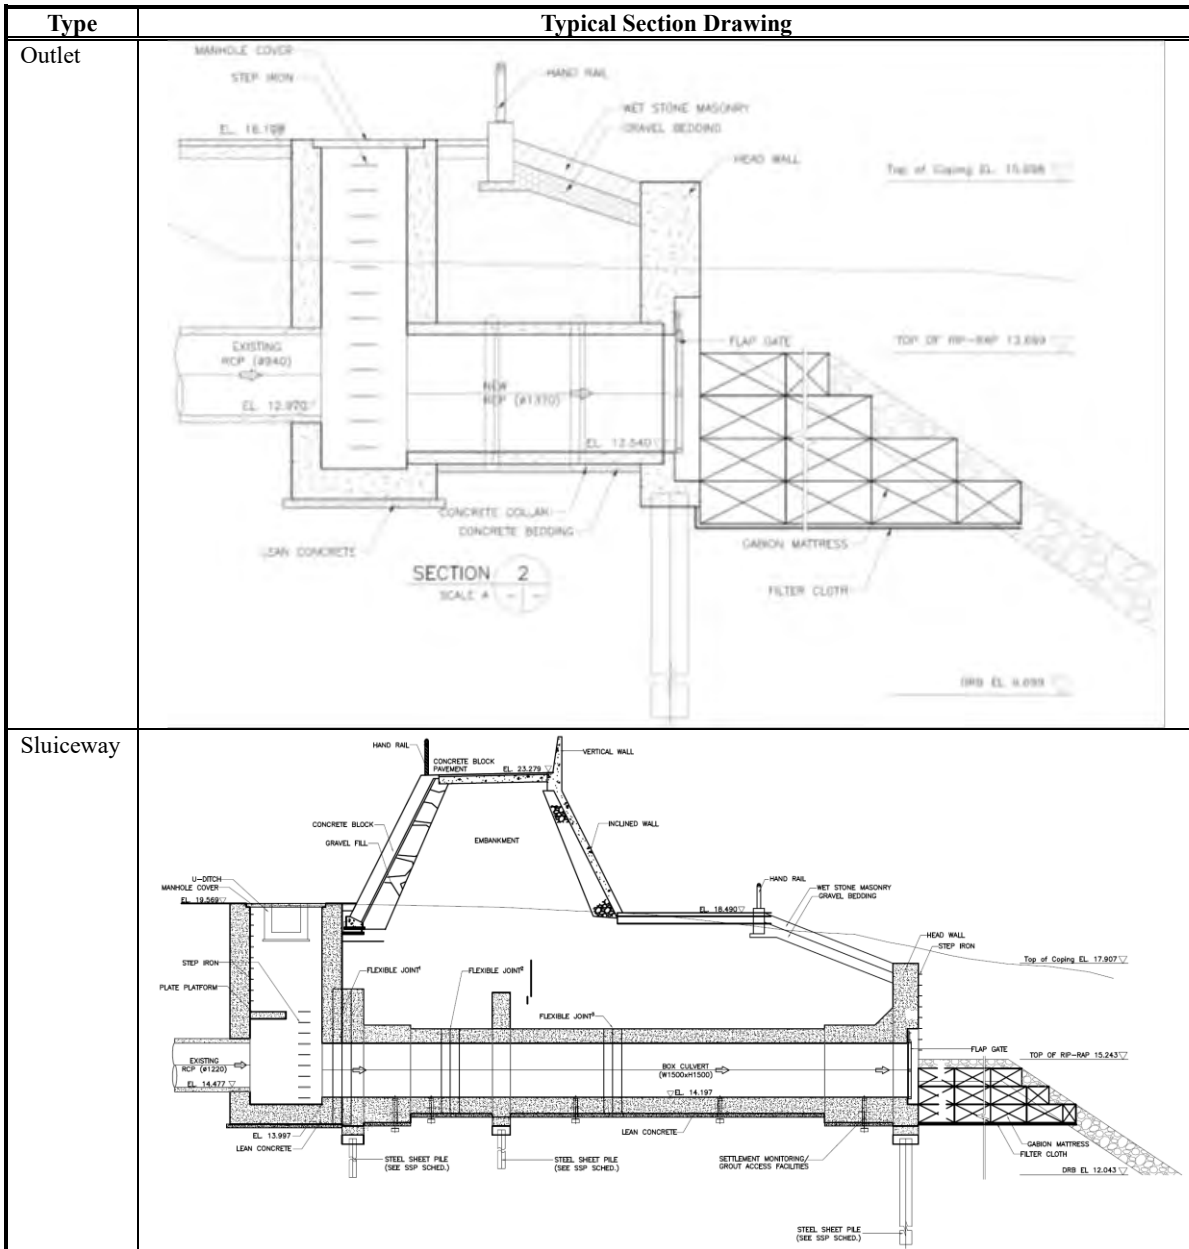 Type
Typical Section Drawing
Outlet
MANHOLE COVER
STEP IRON
HAND RAIL
WET STONE MASONRY
GRAVEL BEDDING
HEAD WALL
EL.
Top of Coping EL.
EXISTING
RCP (ø940)
EL. 12.970
NEW
RCP (ø1370)
EL. 12.540
FLAP GATE
TOP OF RIP-RAP
CONCRETE COLLAR
CONCRETE BEDDING
LEAN CONCRETE
GABION MATTRESS
FILTER CLOTH
SECTION 2
SCALE A - -
DRB EL.
Sluiceway
HAND RAIL
CONCRETE BLOCK
PAVEMENT
EL. 23.279
VERTICAL WALL
CONCRETE BLOCK
GRAVEL FILL
EMBANKMENT
INCLINED WALL
U-DITCH
MANHOLE COVER
EL. 19.569
HAND RAIL
EL. 18.490
WET STONE MASONRY
GRAVEL BEDDING
HEAD WALL
STEP IRON
Top of Coping EL. 17.907
STEP IRON
PLATE PLATFORM
FLEXIBLE JOINT
FLEXIBLE JOINT
FLEXIBLE JOINT
FLAP GATE
TOP OF RIP-RAP 15.243
EXISTING
RCP (ø1220)
EL. 14.477
BOX CULVERT
(W1500xH1500)
EL. 14.197
EL. 13.997
LEAN CONCRETE
LEAN CONCRETE
STEEL SHEET PILE
(SEE SSP SCHED.)
STEEL SHEET PILE
(SEE SSP SCHED.)
SETTLEMENT MONITORING/
GROUT ACCESS FACILITIES
GABION MATTRESS
FILTER CLOTH
DRB EL 12.043
STEEL SHEET PILE
(SEE SSP SCHED.)